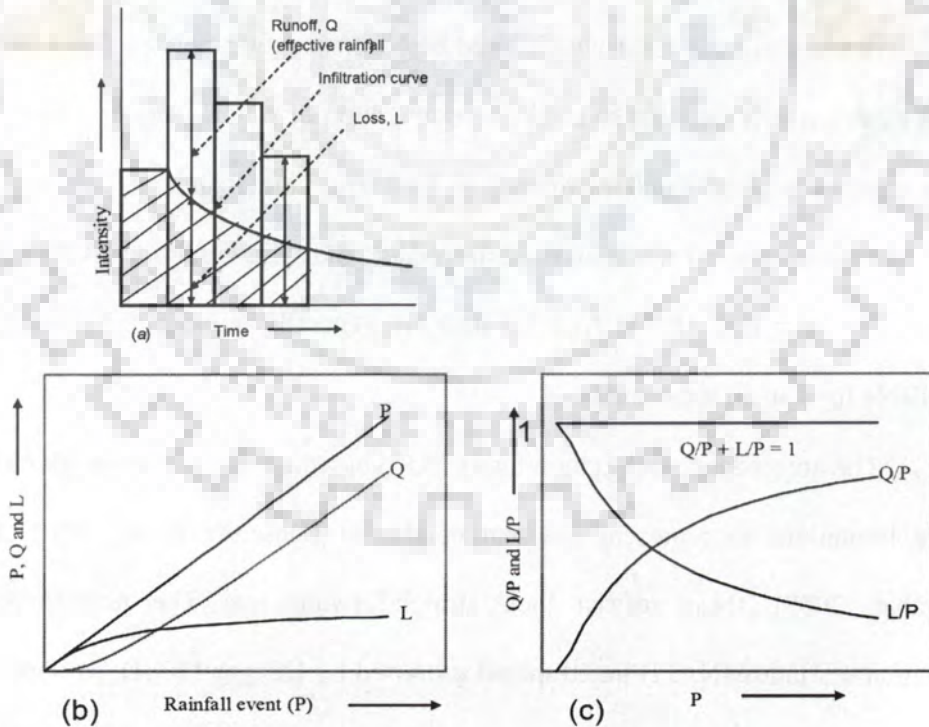 Runoff, Q
(effective rainfall)
Infiltration curve
Loss, L
Intensity
(a) Time
P, Q and L
P
Q
L
(b) Rainfall event (P)
Q/P and L/P
1
Q/P + L/P = 1
Q/P
L/P
(c) P